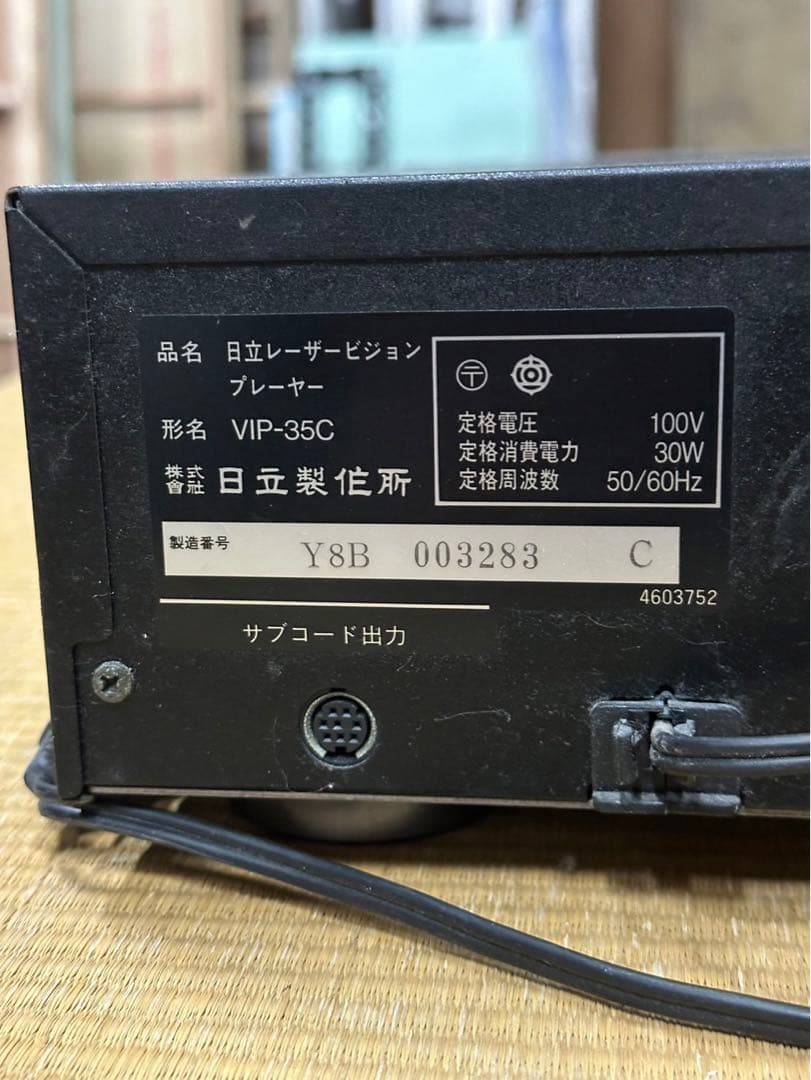 品名 日立レーザービジョン
プレーヤー
形名 VIP-35C
株式會社 日立製作所
〒
定格電圧 100V
定格消費電力 30W
定格周波数 50/60Hz
製造番号 Y8B 003283 C
4603752
サブコード出力